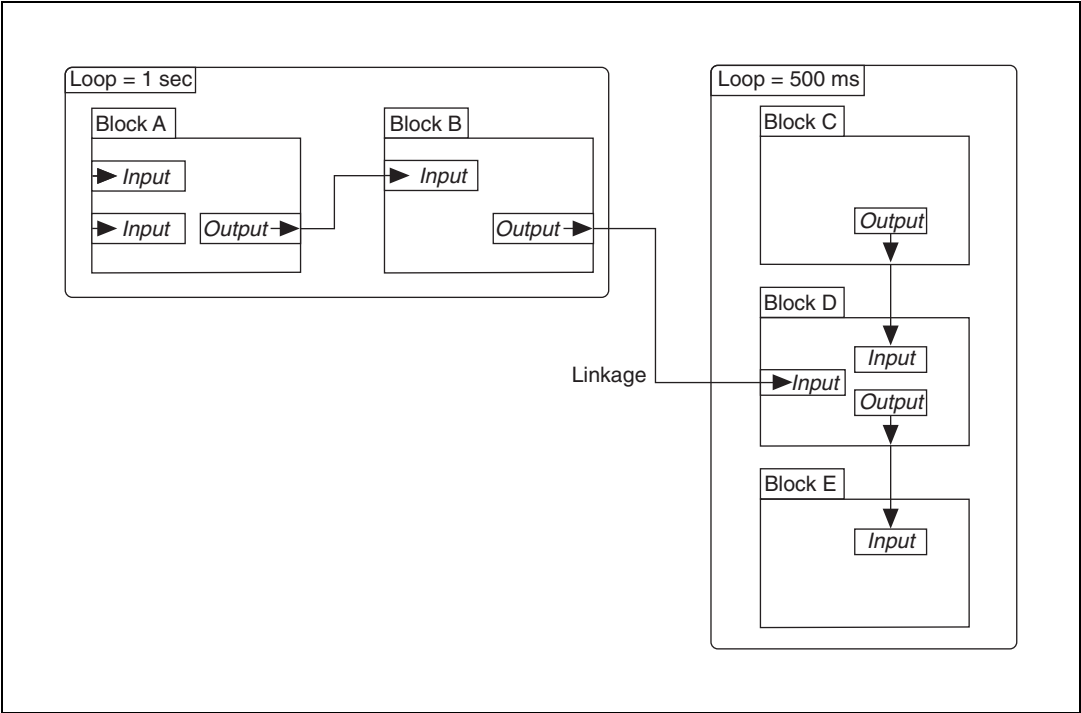 Loop = 1 sec
Block A
Input
Input
Output
Block B
Input
Output
Linkage
Loop = 500 ms
Block C
Output
Block D
Input
Input
Output
Block E
Input